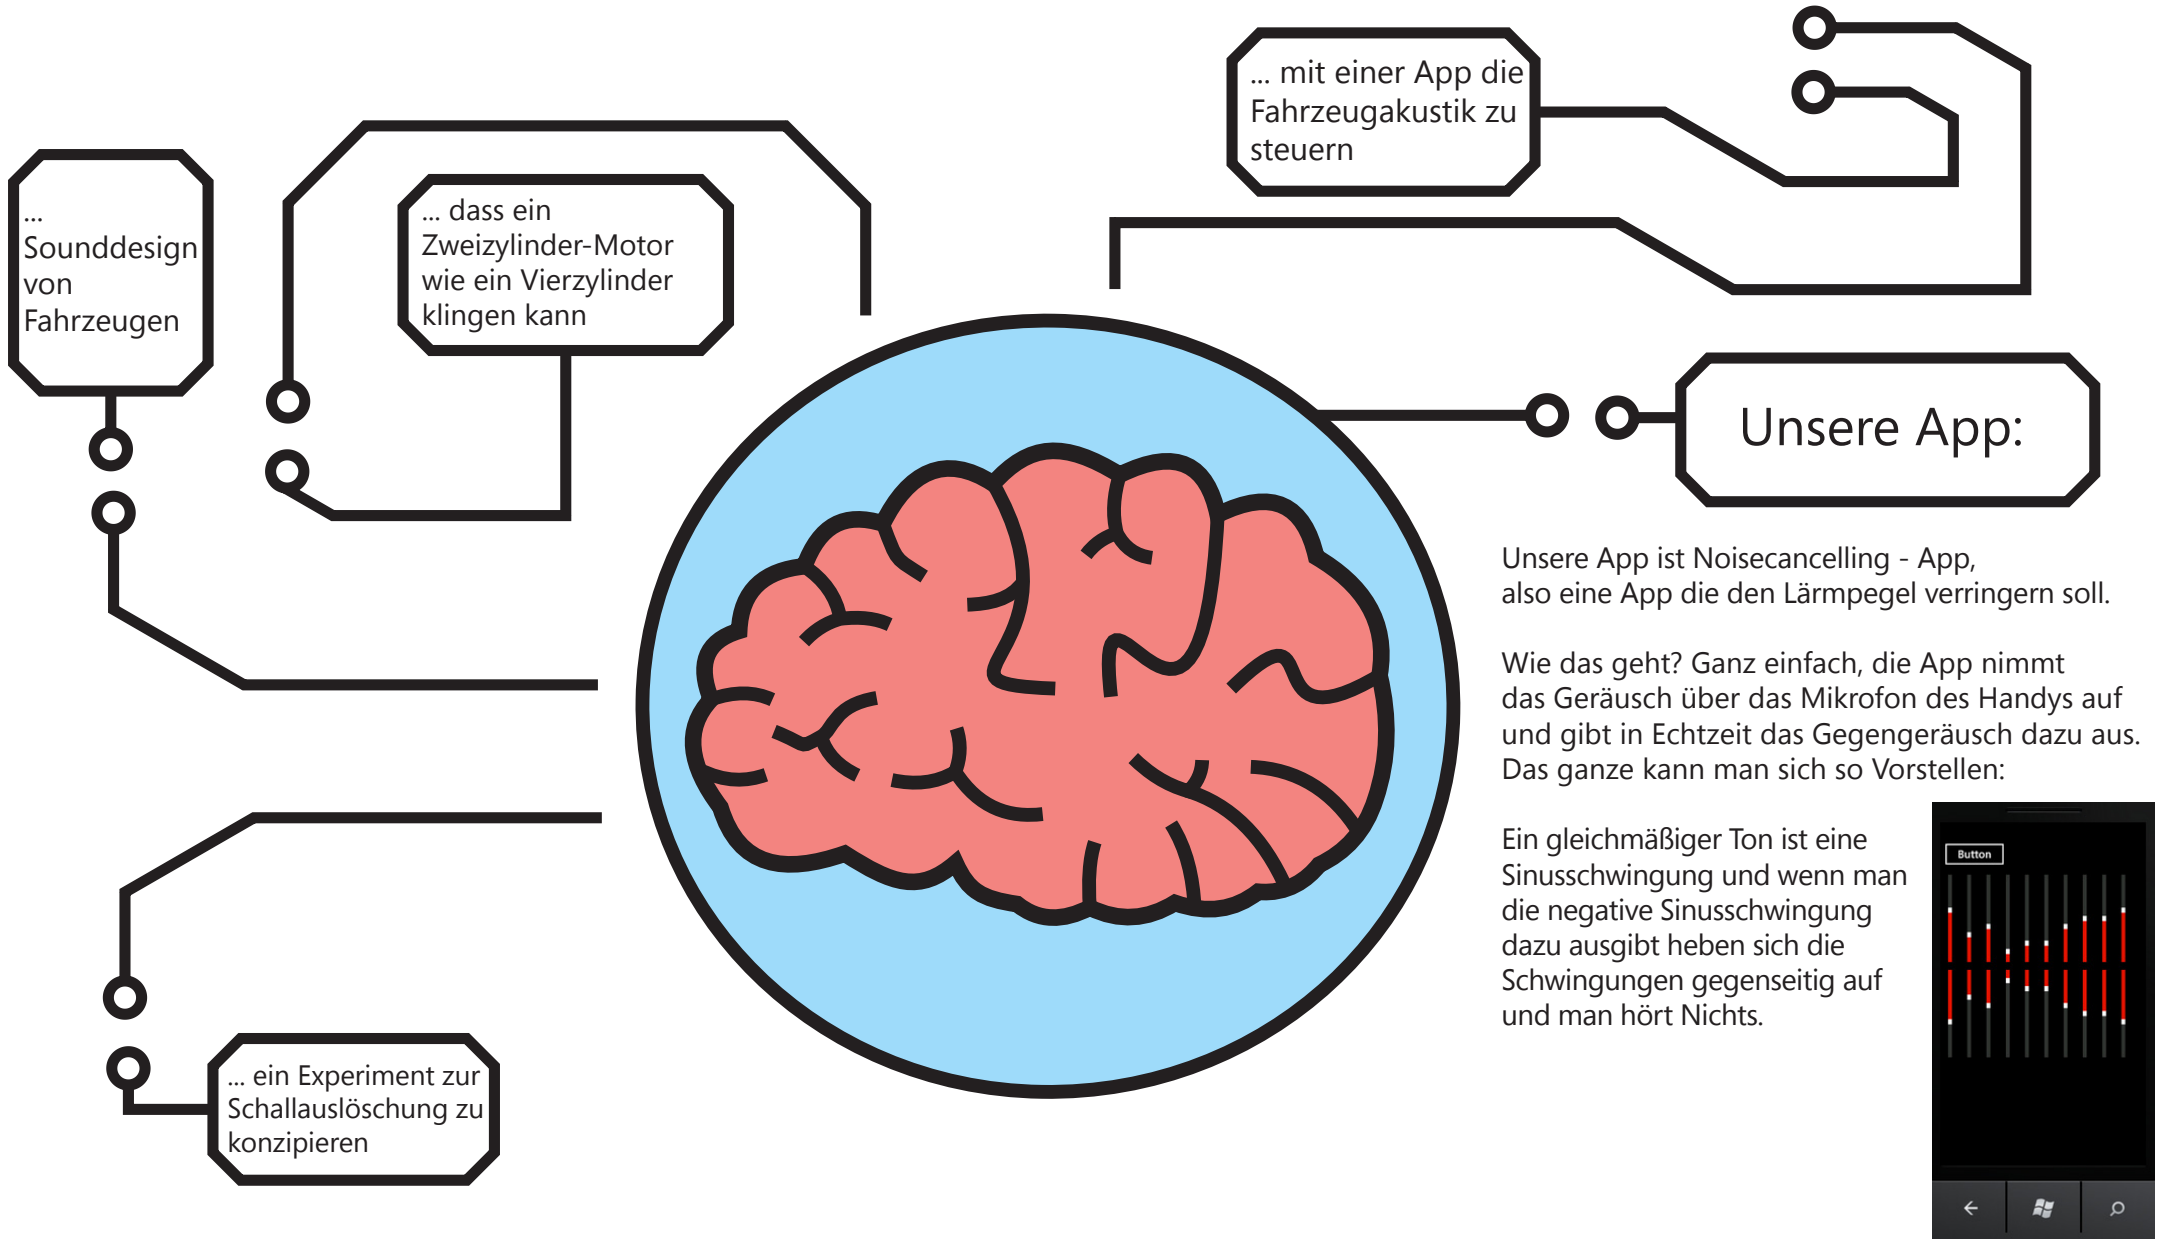 ...
Sounddesign
von
Fahrzeugen
... dass ein
Zweizylinder-Motor
wie ein Vierzylinder
klingen kann
... mit einer App die
Fahrzeugakustik zu
steuern
Unsere App:
Unsere App ist Noisecancelling - App,
also eine App die den Lärmpegel verringern soll.
Wie das geht? Ganz einfach, die App nimmt
das Geräusch über das Mikrofon des Handys auf
und gibt in Echtzeit das Gegengeräusch dazu aus.
Das ganze kann man sich so Vorstellen:
Ein gleichmäßiger Ton ist eine
Sinusschwingung und wenn man
die negative Sinusschwingung
dazu ausgibt heben sich die
Schwingungen gegenseitig auf
und man hört Nichts.
Button
... ein Experiment zur
Schallauslöschung zu
konzipieren